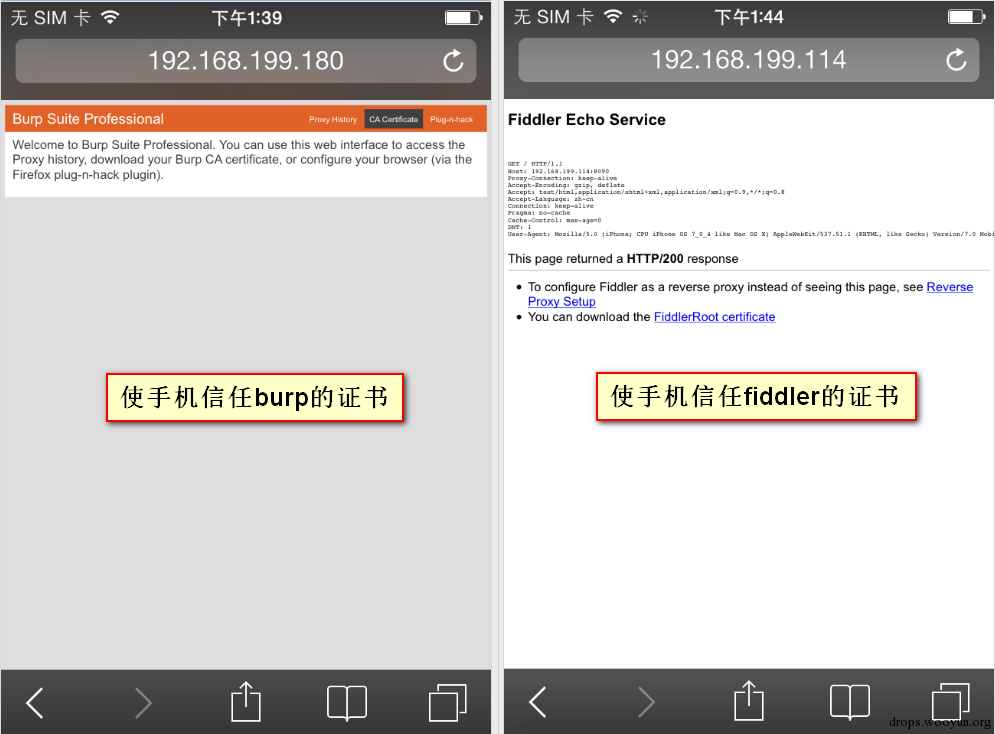 无 SIM 卡 下午1:39
192.168.199.180
Burp Suite Professional Proxy History CA Certificate Plug-n-hack
Welcome to Burp Suite Professional. You can use this web interface to access the
Proxy history, download your Burp CA certificate, or configure your browser (via the
Firefox plug-n-hack plugin).
使手机信任burp的证书
无 SIM 卡 下午1:44
192.168.199.114
Fiddler Echo Service
GET / HTTP/1.1
Host: 192.168.199.114:8090
Proxy-Connection: keep-alive
Accept-Encoding: gzip, deflate
Accept: text/html,application/xhtml+xml,application/xml;q=0.9,*/*;q=0.8
Accept-Language: zh-cn
Connection: keep-alive
Pragma: no-cache
Cache-Control: max-age=0
DNT: 1
User-Agent: Mozilla/5.0 (iPhone; CPU iPhone OS 7_0_4 like Mac OS X) AppleWebKit/537.51.1 (KHTML, like Gecko) Version/7.0 Mobi
This page returned a HTTP/200 response
• To configure Fiddler as a reverse proxy instead of seeing this page, see Reverse
Proxy Setup
• You can download the FiddlerRoot certificate
使手机信任fiddler的证书
drops.wooyun.org